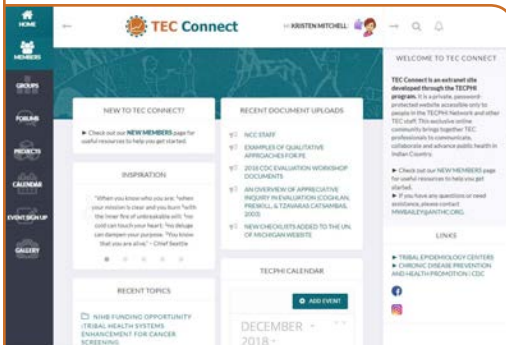 HOME
MEMBERS
GROUPS
FORUMS
PROJECTS
CALENDAR
EVENT SIGN UP
GALLERY
TEC Connect
HI KRISTEN MITCHELL!
NEW TO TEC CONNECT?
► Check out our NEW MEMBERS page for
useful resources to help you get started.
INSPIRATION
"When you know who you are; "when
your mission is clear and you burn "with
the inner fire of unbreakable will; "no
cold can touch your heart; "no deluge
can dampen your purpose. "You know
that you are alive." – Chief Seattle
RECENT TOPICS
NIHB FUNDING OPPORTUNITY
-TRIBAL HEALTH SYSTEMS
ENHANCEMENT FOR CANCER
SCREENING
RECENT DOCUMENT UPLOADS
NCC STAFF
EXAMPLES OF QUALITATIVE
APPROACHES FOR PE
2018 CDC EVALUATION WORKSHOP
DOCUMENTS
AN OVERVIEW OF APPRECIATIVE
INQUIRY IN EVALUATION (COGHLAN,
PRESKILL, & TZAVARAS CATSAMBAS,
2003)
NEW CHECKLISTS ADDED TO THE UN.
OF MICHIGAN WEBSITE
TECPHI CALENDAR
ADD EVENT
DECEMBER
2018
WELCOME TO TEC CONNECT
TEC Connect is an extranet site
developed through the TECPHI
program. It is a private, password-
protected website accessible only to
people in the TECPHI Network and other
TEC staff. This exclusive online
community brings together TEC
professionals to communicate,
collaborate and advance public health in
Indian Country.
► Check out our NEW MEMBERS page
for useful resources to help you get
started.
► If you have any questions or need
assistance, please contact
MWBAILEY@ANTHC.ORG.
LINKS
► TRIBAL EPIDEMIOLOGY CENTERS
► CHRONIC DISEASE PREVENTION
AND HEALTH PROMOTION | CDC